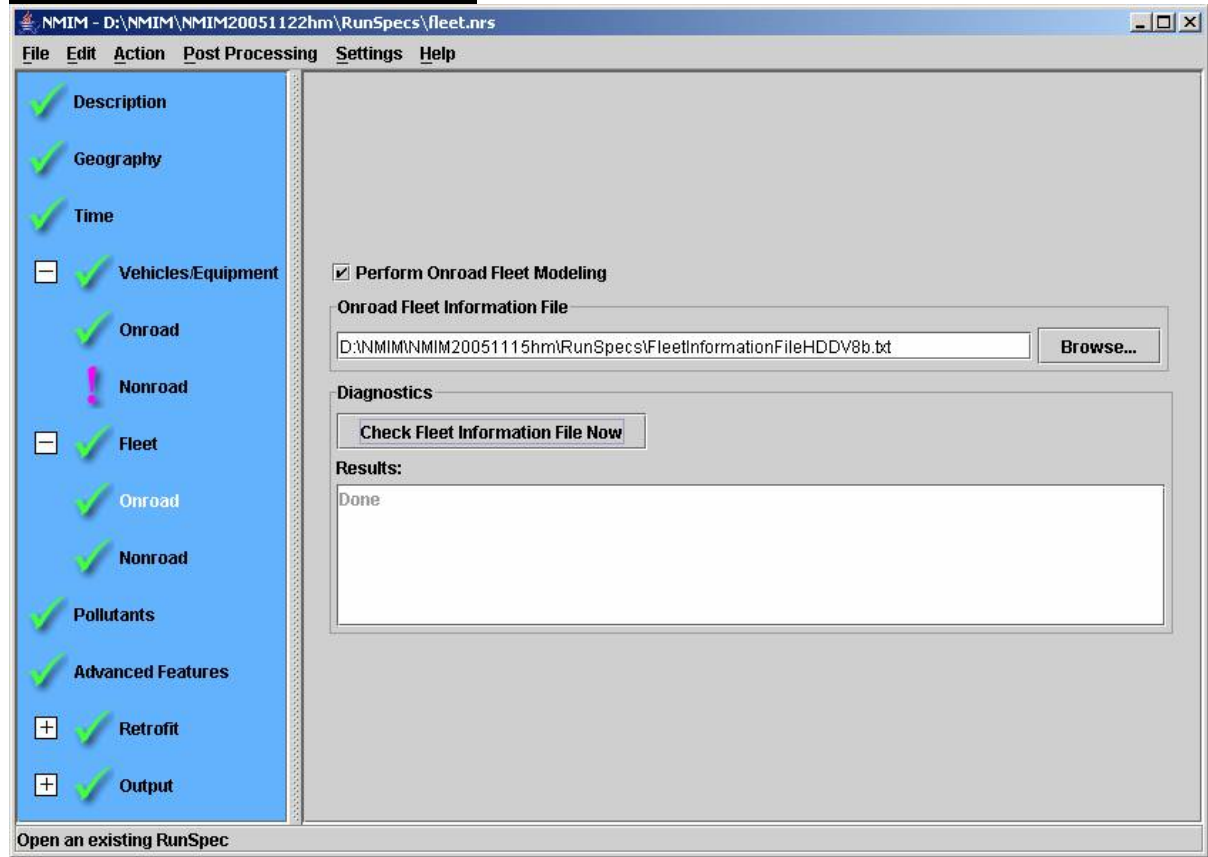 NMIM - D:\NMIM\NMIM20051122hm\RunSpecs\fleet.nrs
File Edit Action Post Processing Settings Help
Description
Geography
Time
Vehicles/Equipment
Onroad
Nonroad
Fleet
Onroad
Nonroad
Pollutants
Advanced Features
Retrofit
Output
Perform Onroad Fleet Modeling
Onroad Fleet Information File
D:\NMIM\NMIM20051115hm\RunSpecs\FleetInformationFileHDDV8b.txt
Browse...
Diagnostics
Check Fleet Information File Now
Results:
Done
Open an existing RunSpec